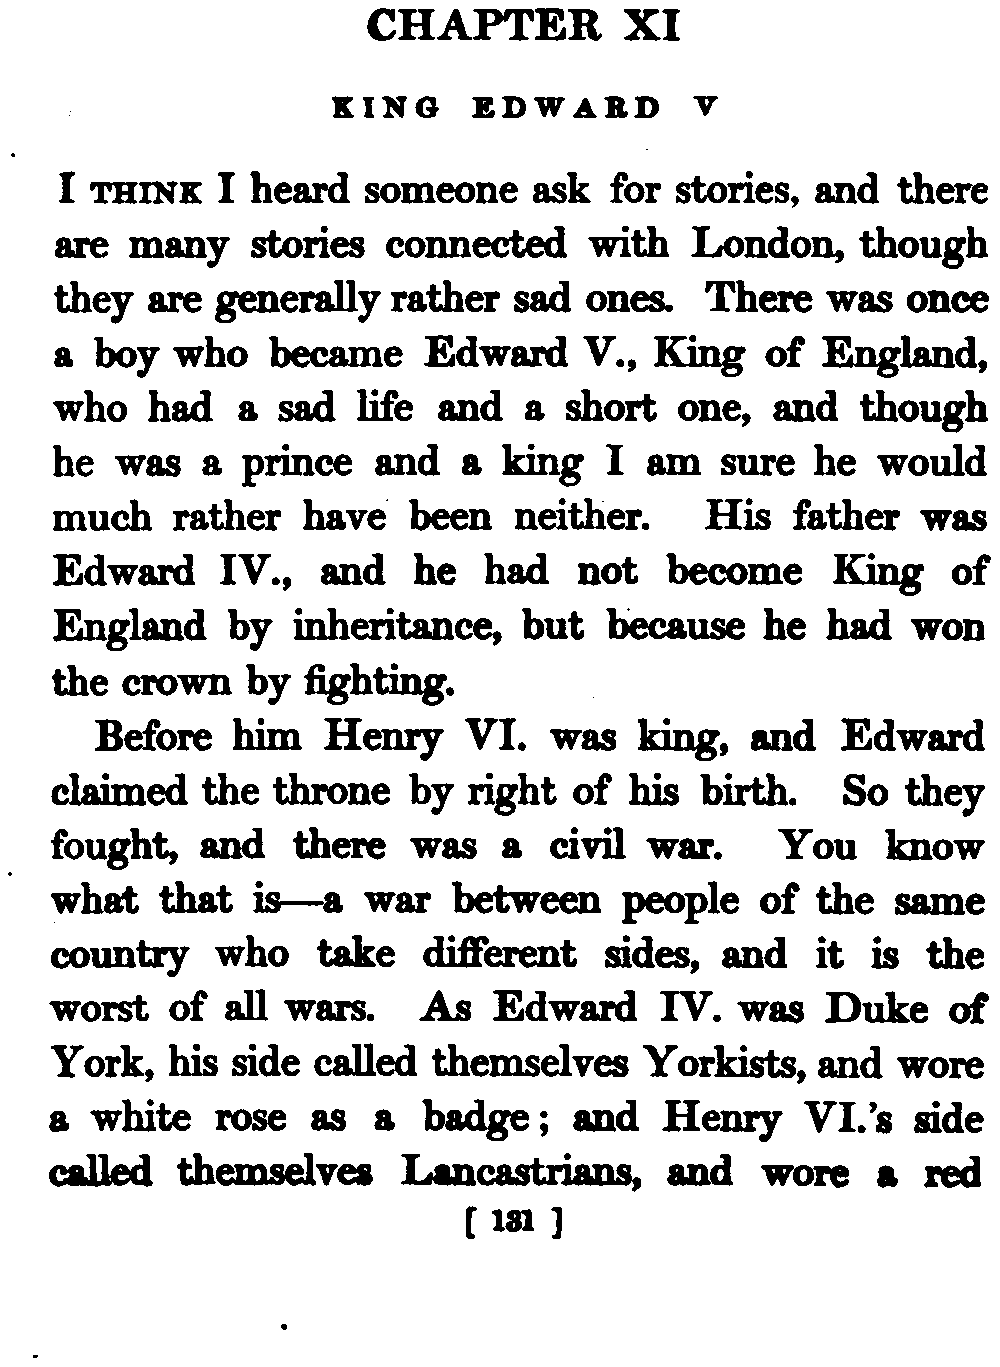 CHAPTER XI
KING EDWARD V
I THINK I heard someone ask for stories, and there
are many stories connected with London, though
they are generally rather sad ones. There was once
a boy who became Edward V., King of England,
who had a sad life and a short one, and though
he was a prince and a king I am sure he would
much rather have been neither. His father was
Edward IV., and he had not become King of
England by inheritance, but because he had won
the crown by fighting.
Before him Henry VI. was king, and Edward
claimed the throne by right of his birth. So they
fought, and there was a civil war. You know
what that is—a war between people of the same
country who take different sides, and it is the
worst of all wars. As Edward IV. was Duke of
York, his side called themselves Yorkists, and wore
a white rose as a badge; and Henry VI.'s side
called themselves Lancastrians, and wore a red
[ 131 ]